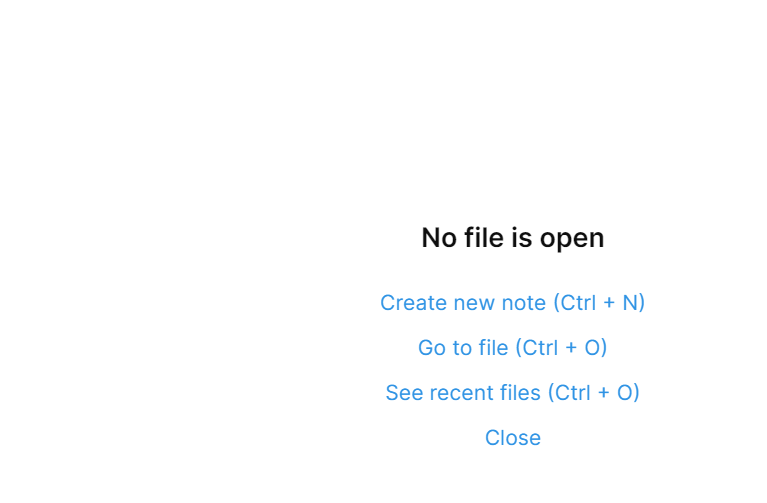 No file is open
Create new note (Ctrl + N)
Go to file (Ctrl + O)
See recent files (Ctrl + O)
Close